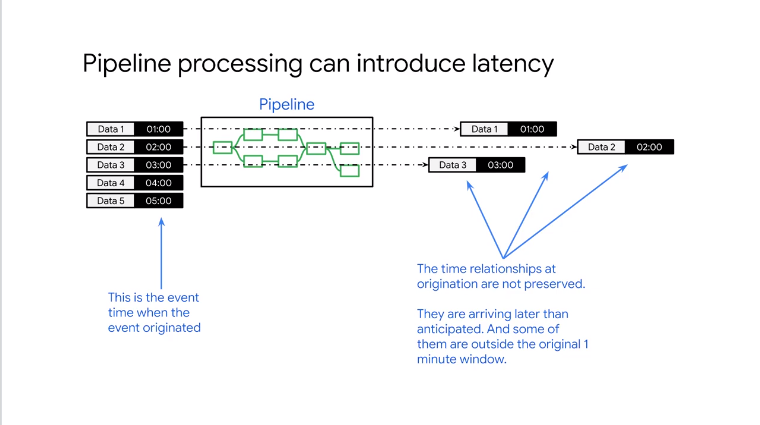 Pipeline processing can introduce latency
Pipeline
Data 1 01:00
Data 2 02:00
Data 3 03:00
Data 4 04:00
Data 5 05:00
Data 1 01:00
Data 2 02:00
Data 3 03:00
This is the event
time when the
event originated
The time relationships at
origination are not preserved.
They are arriving later than
anticipated. And some of
them are outside the original 1
minute window.